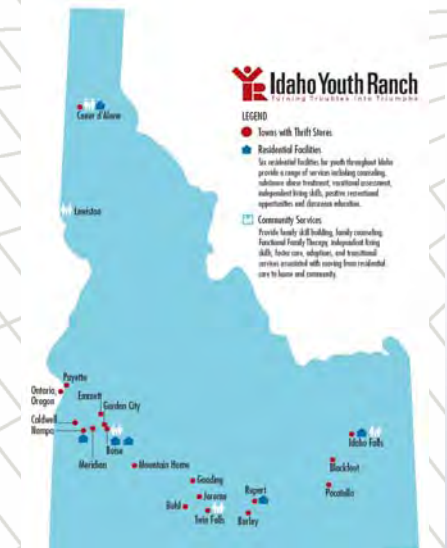 Idaho Youth Ranch
Turning Troubles into Triumphs
LEGEND
Towns with Thrift Stores
Residential Facilities
Six residential facilities for youth throughout Idaho
provide a range of services including counseling,
substance abuse treatment, vocational assessment,
independent living skills, positive recreational
opportunities and classroom education.
Community Services
Provide family skill building, family counseling,
Functional Family Therapy, independent living
skills, foster care, adoptions, and transitional
services associated with moving from residential
care to home and community.
Coeur d'Alene
Lewiston
Payette
Ontario,
Oregon
Emmett
Garden City
Caldwell
Nampa
Boise
Meridian
Mountain Home
Idaho Falls
Blackfoot
Pocatello
Gooding
Jerome
Buhl
Twin Falls
Rupert
Burley